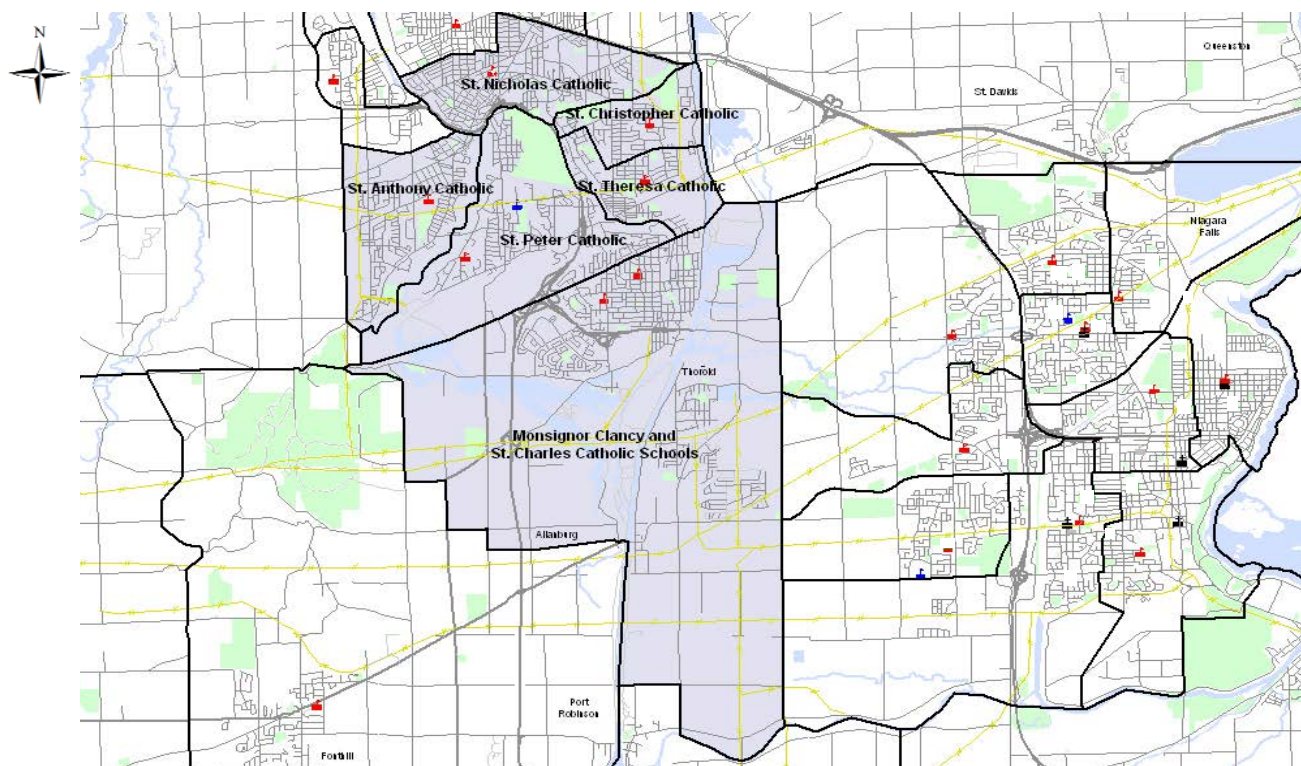 N
Queenston
St. Nicholas Catholic
St. Davids
St. Christopher Catholic
St. Anthony Catholic
St. Theresa Catholic
Niagara
Falls
St. Peter Catholic
Thorold
Monsignor Clancy and
St. Charles Catholic Schools
Allanburg
Port
Robinson
Fonthill